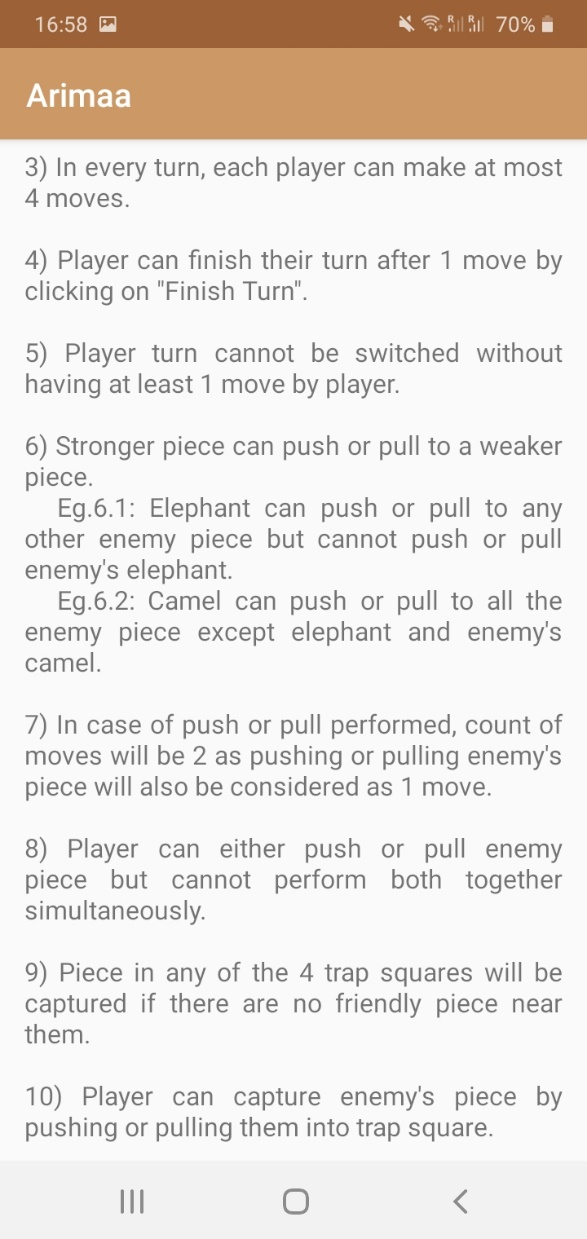 16:58
70%
Arimaa
3) In every turn, each player can make at most
4 moves.
4) Player can finish their turn after 1 move by
clicking on "Finish Turn".
5) Player turn cannot be switched without
having at least 1 move by player.
6) Stronger piece can push or pull to a weaker
piece.
Eg.6.1: Elephant can push or pull to any
other enemy piece but cannot push or pull
enemy's elephant.
Eg.6.2: Camel can push or pull to all the
enemy piece except elephant and enemy's
camel.
7) In case of push or pull performed, count of
moves will be 2 as pushing or pulling enemy's
piece will also be considered as 1 move.
8) Player can either push or pull enemy
piece but cannot perform both together
simultaneously.
9) Piece in any of the 4 trap squares will be
captured if there are no friendly piece near
them.
10) Player can capture enemy's piece by
pushing or pulling them into trap square.